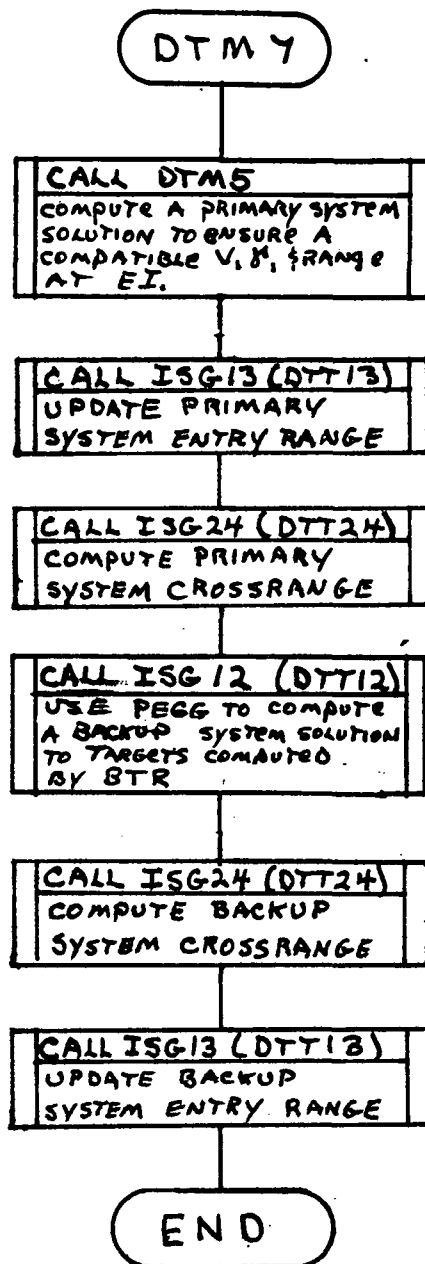 DTMY
CALL DTM5
COMPUTE A PRIMARY SYSTEM
SOLUTION TO ENSURE A
COMPATIBLE V, γ, & RANGE
AT EI.
CALL ISG13 (DTT13)
UPDATE PRIMARY
SYSTEM ENTRY RANGE
CALL ISG24 (DTT24)
COMPUTE PRIMARY
SYSTEM CROSSRANGE
CALL ISG12 (DTT12)
USE PEGG TO COMPUTE
A BACKUP SYSTEM SOLUTION
TO TARGETS COMPUTED
BY BTR
CALL ISG24 (DTT24)
COMPUTE BACKUP
SYSTEM CROSSRANGE
CALL ISG13 (DTT13)
UPDATE BACKUP
SYSTEM ENTRY RANGE
END